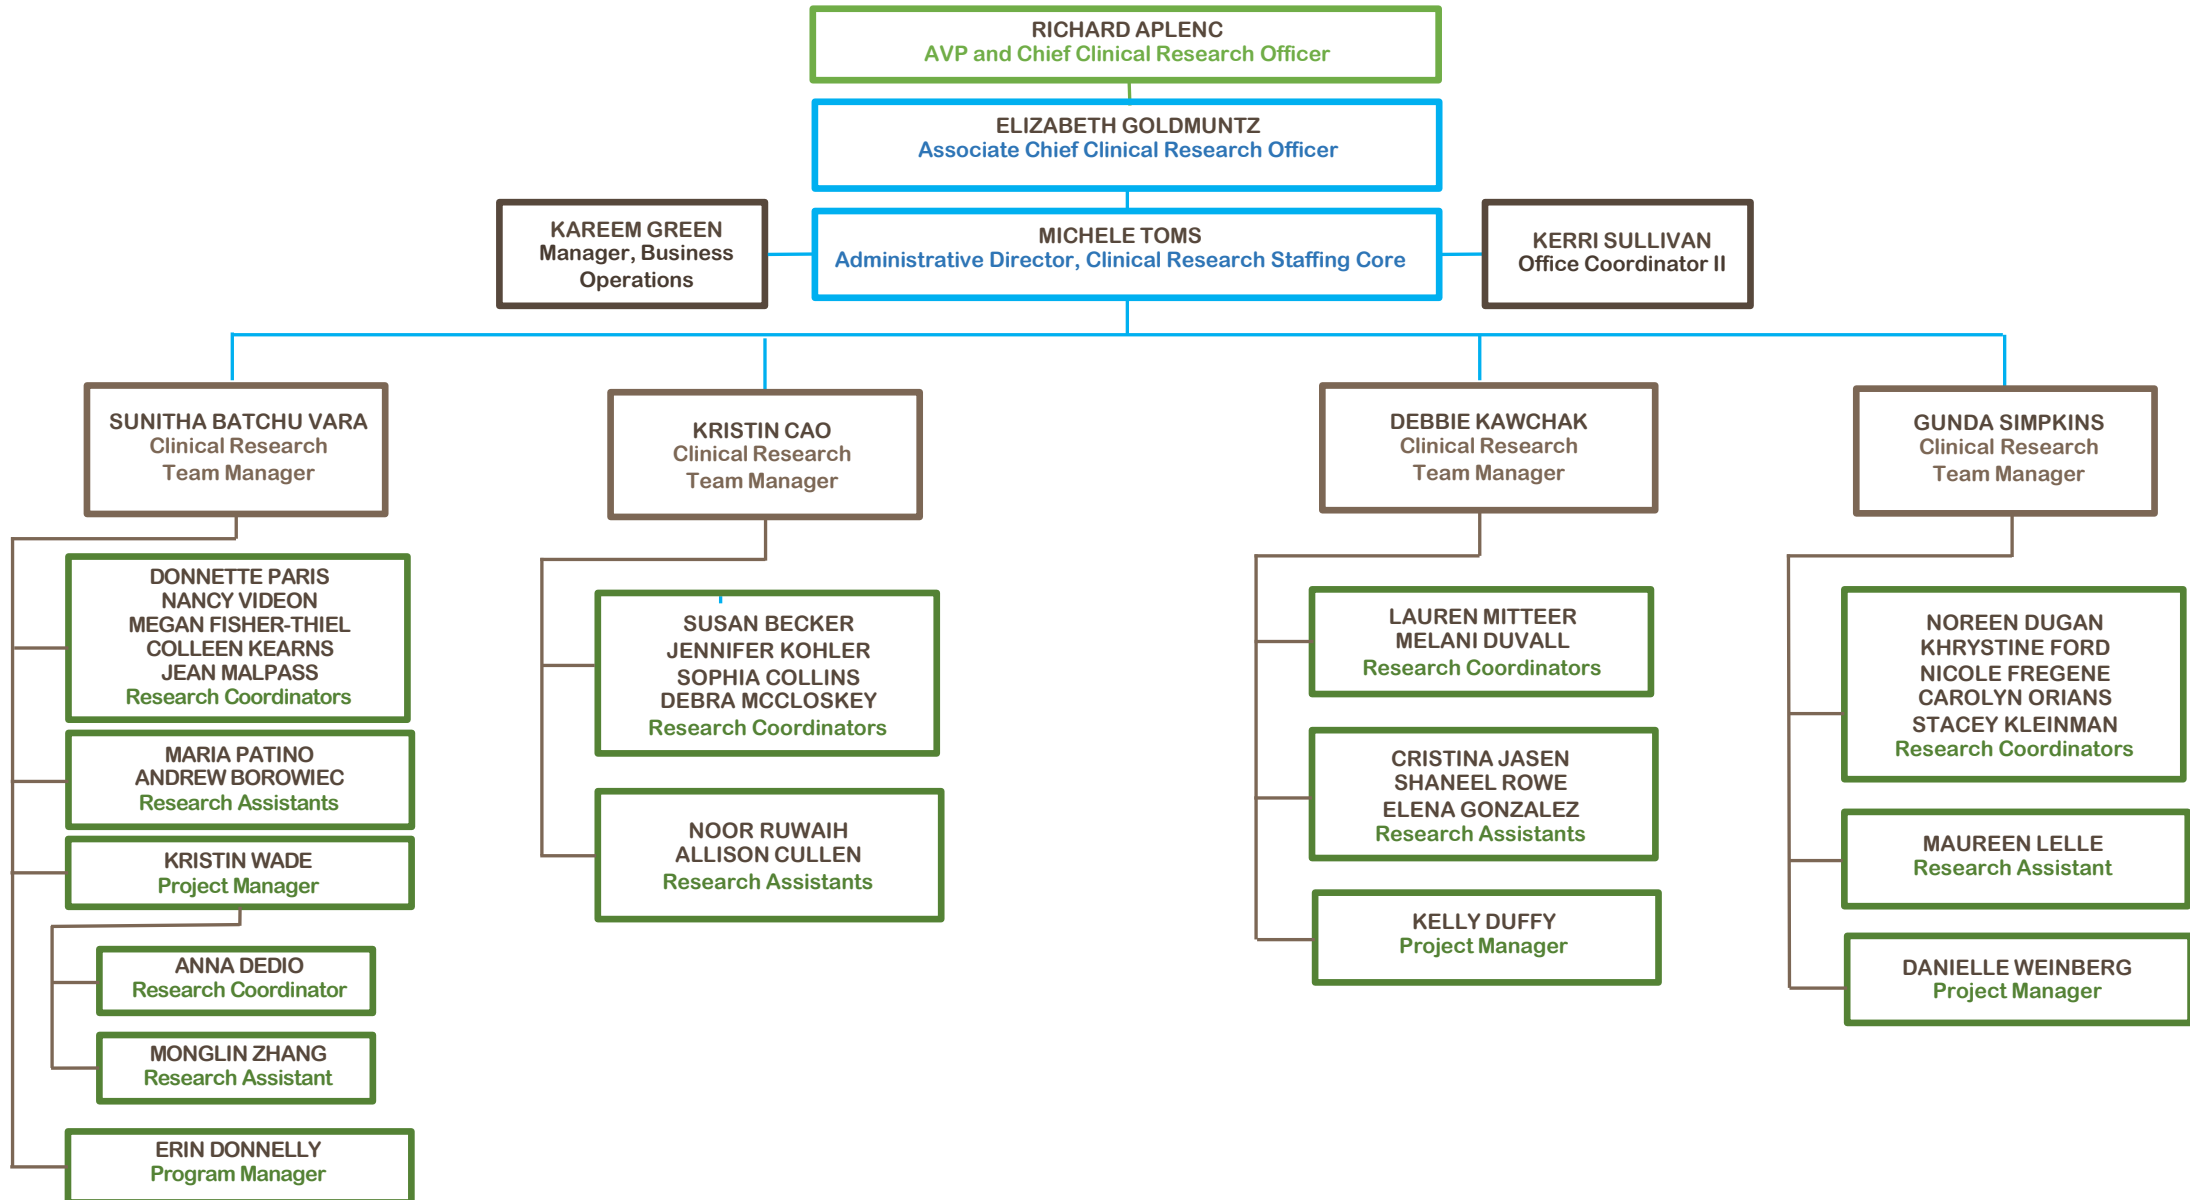 RICHARD APLENC
AVP and Chief Clinical Research Officer
ELIZABETH GOLDMUNTZ
Associate Chief Clinical Research Officer
KAREEM GREEN
Manager, Business
Operations
MICHELE TOMS
Administrative Director, Clinical Research Staffing Core
KERRI SULLIVAN
Office Coordinator II
SUNITHA BATCHU VARA
Clinical Research
Team Manager
DONNETTE PARIS
NANCY VIDEON
MEGAN FISHER-THIEL
COLLEEN KEARNS
JEAN MALPASS
Research Coordinators
MARIA PATINO
ANDREW BOROWIEC
Research Assistants
KRISTIN WADE
Project Manager
ANNA DEDIO
Research Coordinator
MONGLIN ZHANG
Research Assistant
ERIN DONNELLY
Program Manager
KRISTIN CAO
Clinical Research
Team Manager
SUSAN BECKER
JENNIFER KOHLER
SOPHIA COLLINS
DEBRA MCCLOSKEY
Research Coordinators
NOOR RUWAIH
ALLISON CULLEN
Research Assistants
DEBBIE KAWCHAK
Clinical Research
Team Manager
LAUREN MITTEER
MELANI DUVALL
Research Coordinators
CRISTINA JASEN
SHANEEL ROWE
ELENA GONZALEZ
Research Assistants
KELLY DUFFY
Project Manager
GUNDA SIMPKINS
Clinical Research
Team Manager
NOREEN DUGAN
KHRYSTINE FORD
NICOLE FREGENE
CAROLYN ORIANS
STACEY KLEINMAN
Research Coordinators
MAUREEN LELLE
Research Assistant
DANIELLE WEINBERG
Project Manager